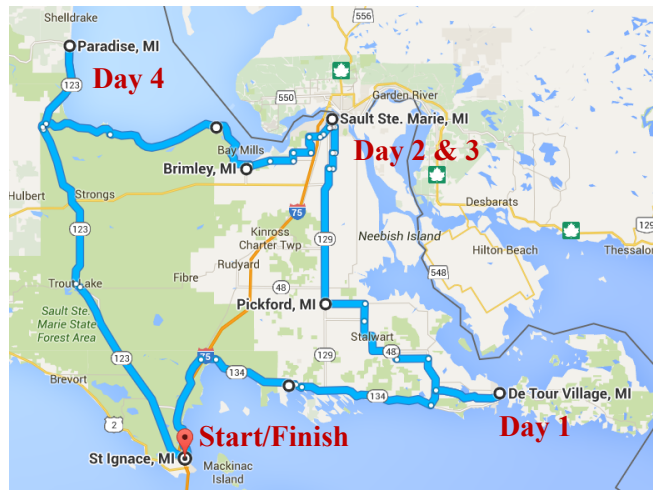 Shelldrake
556
Paradise, MI
Day 4
123
550
Garden River
Sault Ste. Marie, MI
Day 2 & 3
Bay Mills
Brimley, MI
Hulbert
Strongs
123
75
129
Kinross
Charter Twp
Neebish Island
Desbarats
Hilton Beach
Thessalon
129
548
Rudyard
Fibre
48
Trout Lake
Pickford, MI
Sault Ste.
Marie State
Forest Area
123
Stalwart
48
129
75
134
Brevort
2
134
De Tour Village, MI
Day 1
Start/Finish
St Ignace, MI
Mackinac
Island